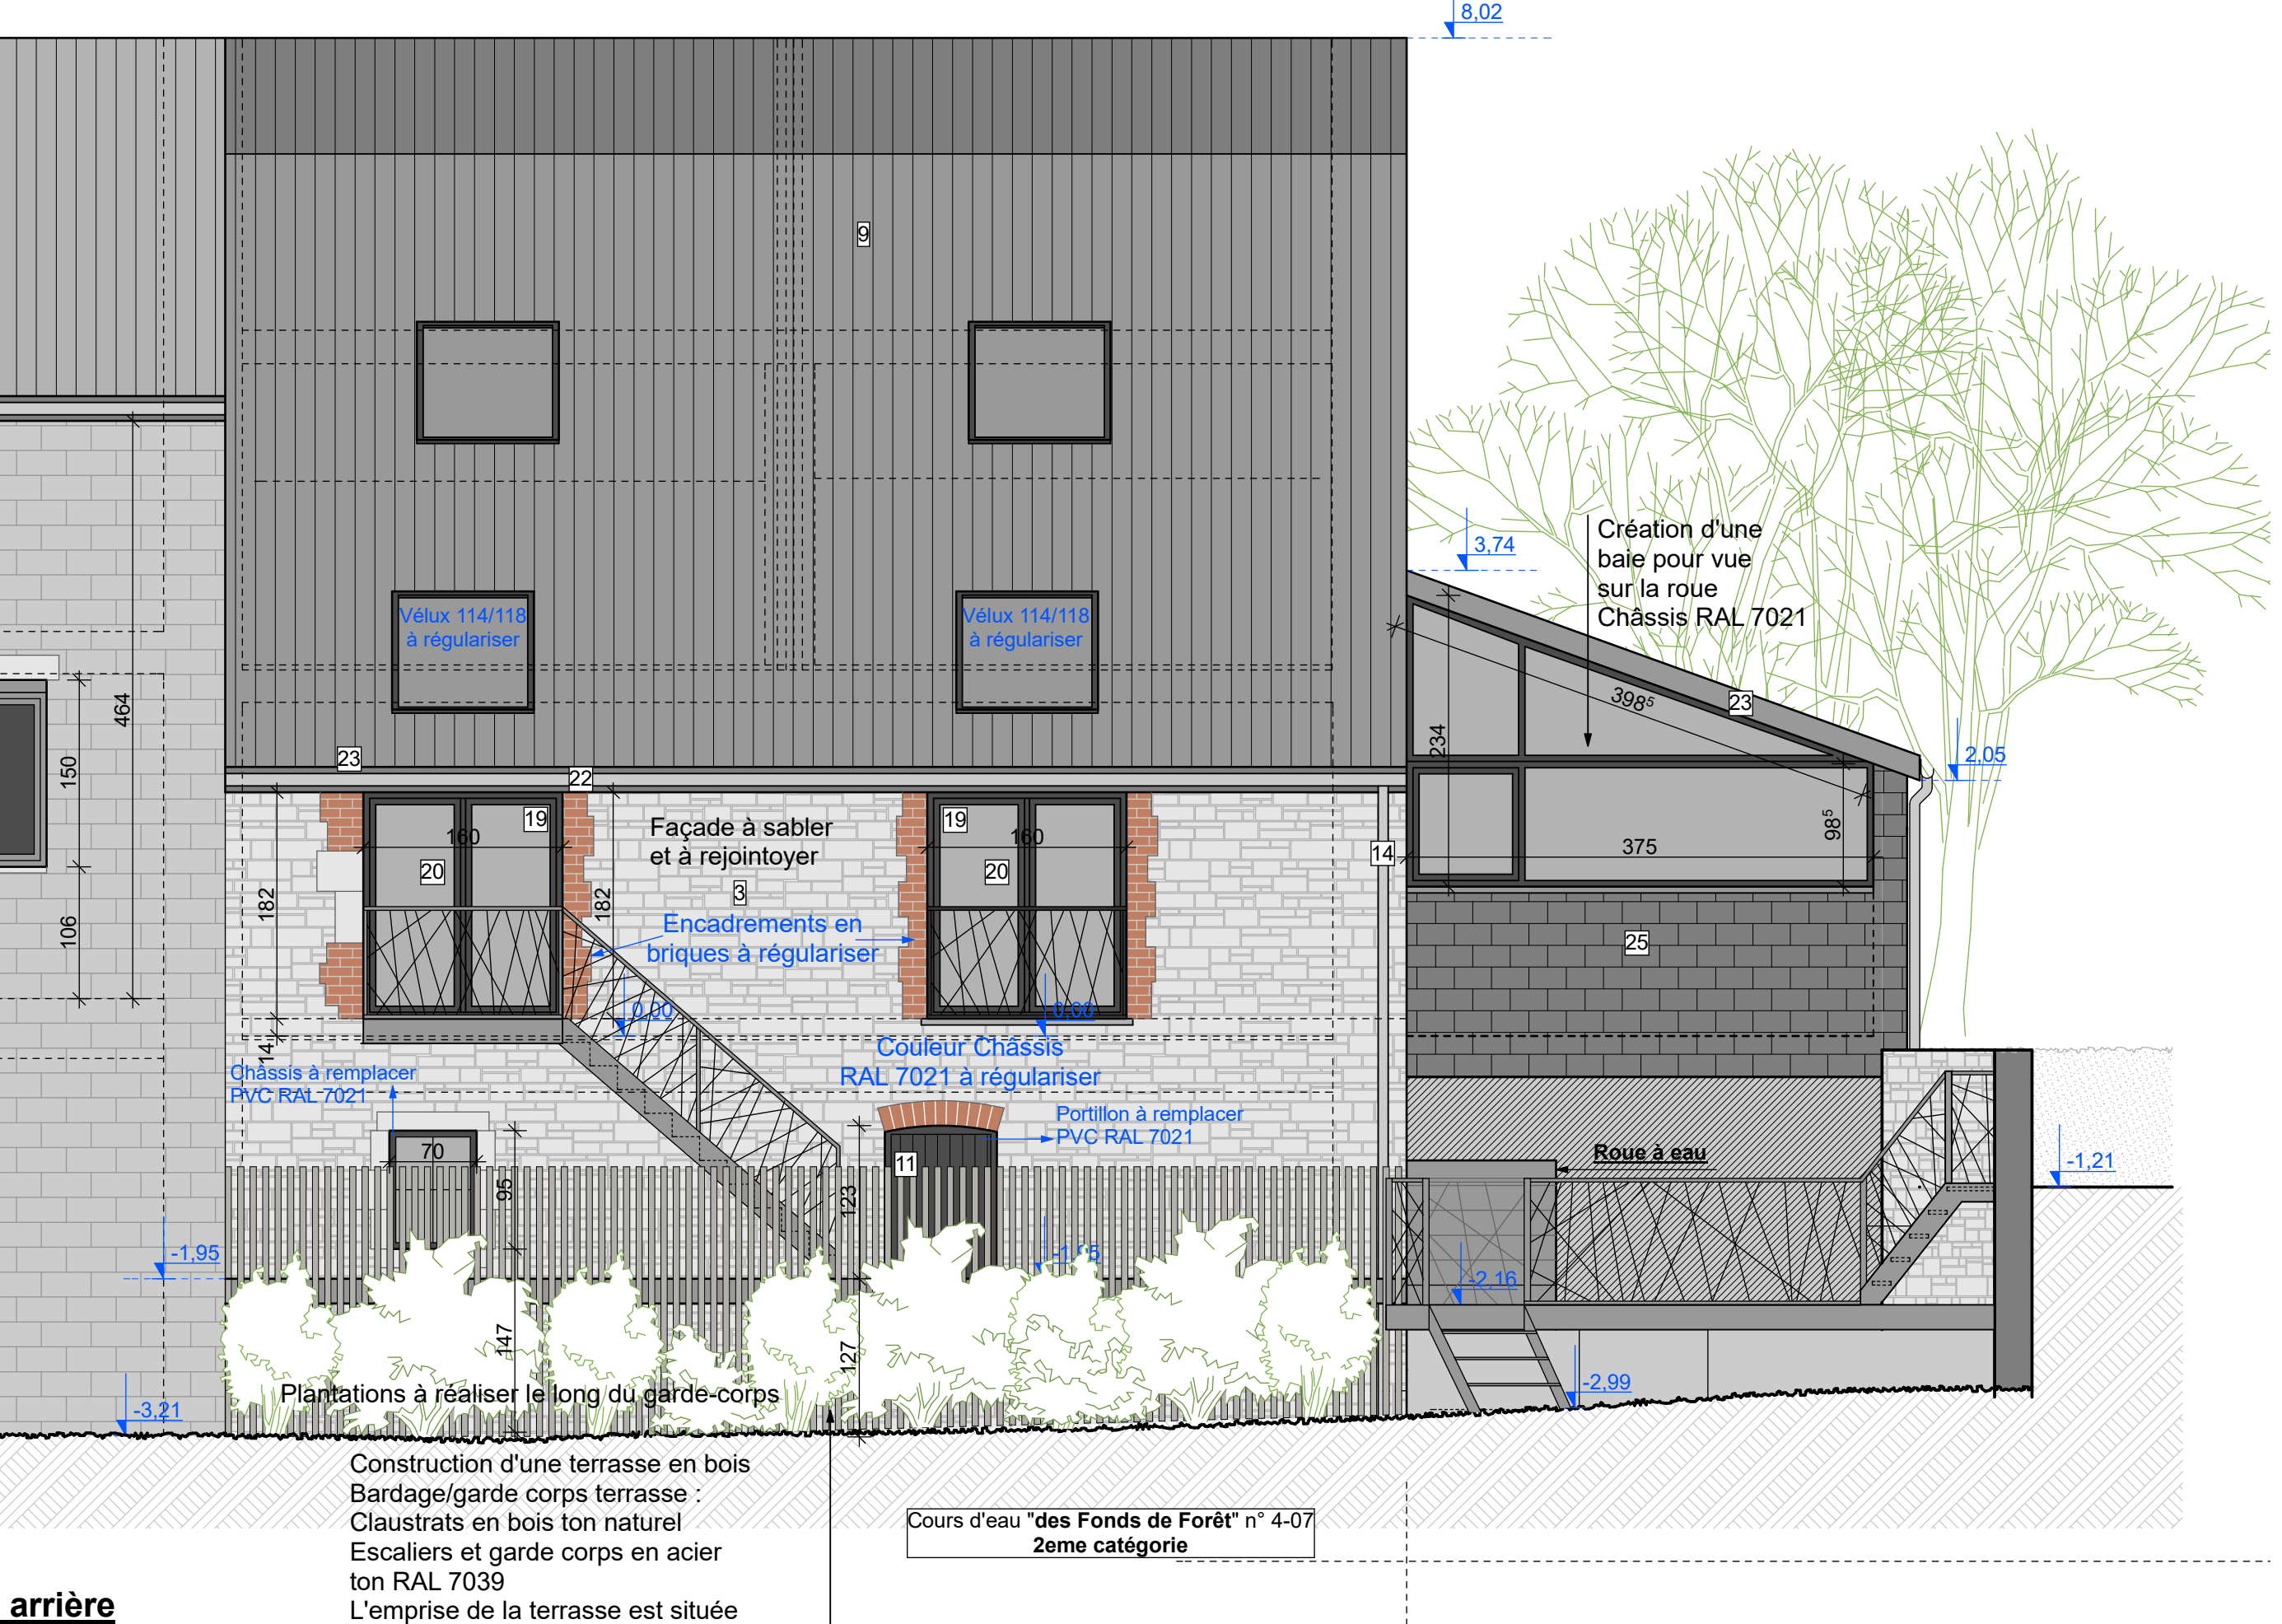 8,02
9
3,74
Création d'une
baie pour vue
sur la roue
Châssis RAL 7021
Vélux 114/118
à régulariser
Vélux 114/118
à régulariser
464
150
106
23
22
23
398⁵
234
2,05
98⁵
375
19
160
20
182
182
Façade à sabler
et à rejointoyer
3
19
160
20
14
Encadrements en
briques à régulariser
25
0,00
0,00
14
Couleur Châssis
RAL 7021 à régulariser
Châssis à remplacer
PVC RAL 7021
Portillon à remplacer
PVC RAL 7021
70
95
123
11
Roue à eau
-1,21
-1,95
-1,95
-2,16
147
127
-2,99
Plantations à réaliser le long du garde-corps
-3,21
Construction d'une terrasse en bois
Bardage/garde corps terrasse :
Claustrats en bois ton naturel
Escaliers et garde corps en acier
ton RAL 7039
L'emprise de la terrasse est située
Cours d'eau "des Fonds de Forêt" n° 4-07
2eme catégorie
arrière